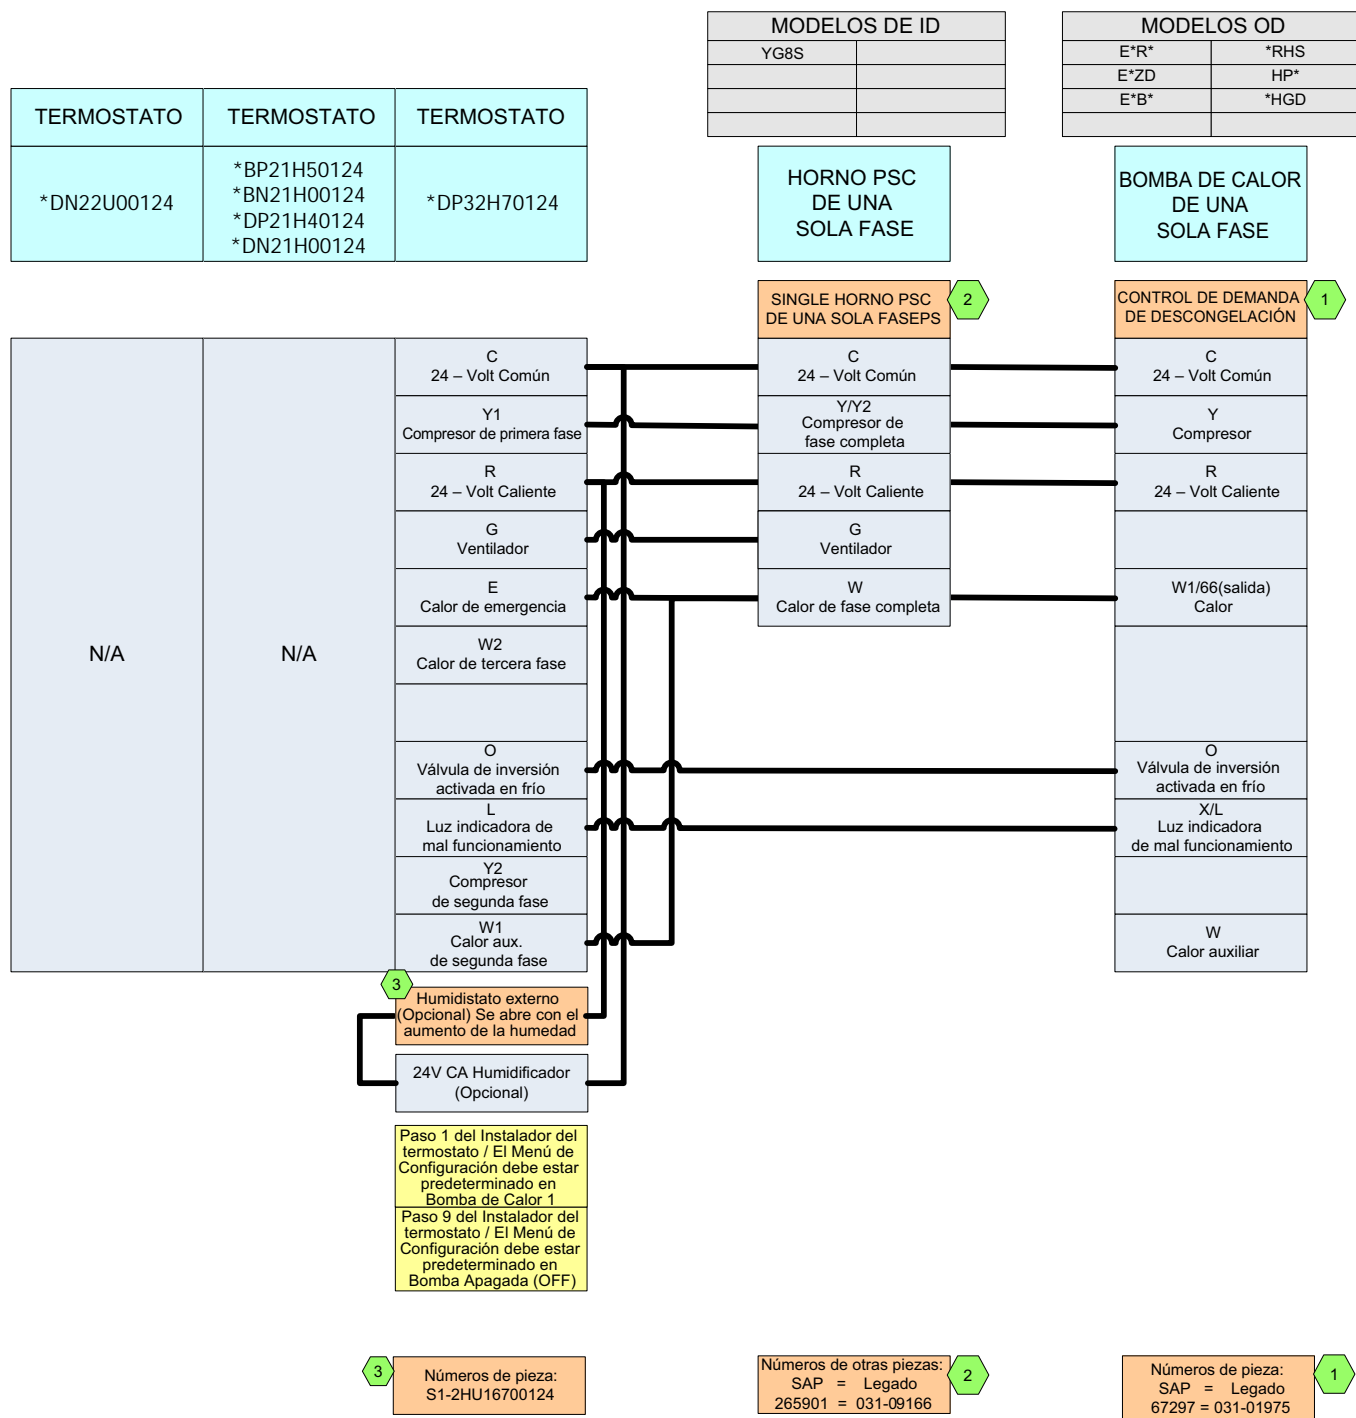 MODELOS DE ID
YG8S
MODELOS OD
E*R* *RHS
E*ZD HP*
E*B* *HGD
TERMOSTATO TERMOSTATO TERMOSTATO
*DN22U00124
*BP21H50124
*BN21H00124
*DP21H40124
*DN21H00124
*DP32H70124
HORNO PSC
DE UNA
SOLA FASE
BOMBA DE CALOR
DE UNA
SOLA FASE
SINGLE HORNO PSC
DE UNA SOLA FASEPS
2
CONTROL DE DEMANDA
DE DESCONGELACIÓN
1
N/A
N/A
C
24 – Volt Común
Y1
Compresor de primera fase
R
24 – Volt Caliente
G
Ventilador
E
Calor de emergencia
W2
Calor de tercera fase
O
Válvula de inversión
activada en frío
L
Luz indicadora de
mal funcionamiento
Y2
Compresor
de segunda fase
W1
Calor aux.
de segunda fase
C
24 – Volt Común
Y/Y2
Compresor de
fase completa
R
24 – Volt Caliente
G
Ventilador
W
Calor de fase completa
C
24 – Volt Común
Y
Compresor
R
24 – Volt Caliente
W1/66(salida)
Calor
O
Válvula de inversión
activada en frío
X/L
Luz indicadora
de mal funcionamiento
W
Calor auxiliar
3
Humidistato externo
(Opcional) Se abre con el
aumento de la humedad
24V CA Humidificador
(Opcional)
Paso 1 del Instalador del
termostato / El Menú de
Configuración debe estar
predeterminado en
Bomba de Calor 1
Paso 9 del Instalador del
termostato / El Menú de
Configuración debe estar
predeterminado en
Bomba Apagada (OFF)
3
Números de pieza:
S1-2HU16700124
Números de otras piezas:
SAP = Legado
265901 = 031-09166
2
Números de pieza:
SAP = Legado
67297 = 031-01975
1